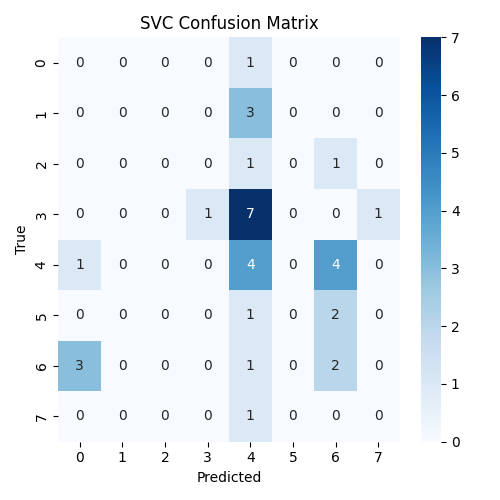 SVC Confusion Matrix
0 0 0 0 0 1 0 0 0
1 0 0 0 0 3 0 0 0
2 0 0 0 0 1 0 1 0
3 0 0 0 1 7 0 0 1
4 1 0 0 0 4 0 4 0
5 0 0 0 0 1 0 2 0
6 3 0 0 0 1 0 2 0
7 0 0 0 0 1 0 0 0
0 1 2 3 4 5 6 7
True
Predicted
7
6
5
4
3
2
1
0